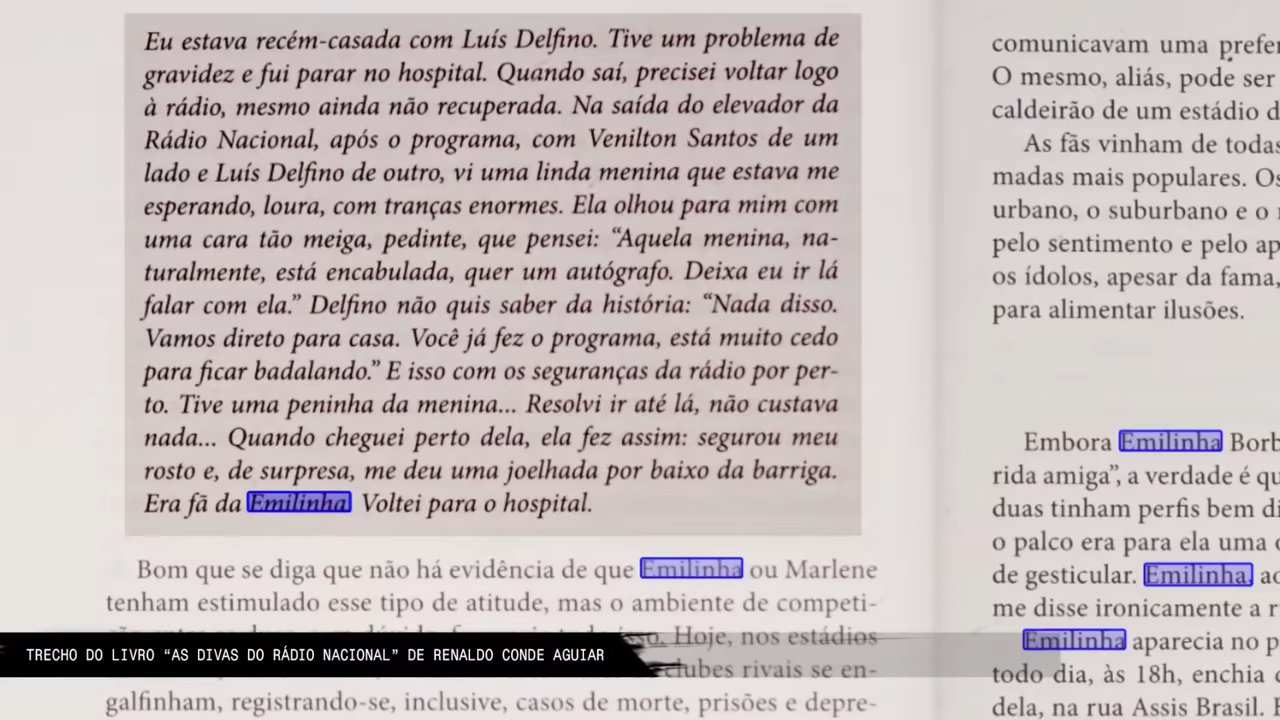 Eu estava recém-casada com Luís Delfino. Tive um problema de
gravidez e fui parar no hospital. Quando saí, precisei voltar logo
à rádio, mesmo ainda não recuperada. Na saída do elevador da
Rádio Nacional, após o programa, com Venilton Santos de um
lado e Luís Delfino de outro, vi uma linda menina que estava me
esperando, loura, com tranças enormes. Ela olhou para mim com
uma cara tão meiga, pedinte, que pensei: “Aquela menina, na-
turalmente, está encabulada, quer um autógrafo. Deixa eu ir lá
falar com ela.” Delfino não quis saber da história: “Nada disso.
Vamos direto para casa. Você já fez o programa, está muito cedo
para ficar badalando.” E isso com os seguranças da rádio por per-
to. Tive uma peninha da menina... Resolvi ir até lá, não custava
nada... Quando cheguei perto dela, ela fez assim: segurou meu
rosto e, de surpresa, me deu uma joelhada por baixo da barriga.
Era fã da Emilinha Voltei para o hospital.
Bom que se diga que não há evidência de que Emilinha ou Marlene
tenham estimulado esse tipo de atitude, mas o ambiente de competi-
isso. Hoje, nos estádios
clubes rivais se en-
galfinham, registrando-se, inclusive, casos de morte, prisões e depre-
comunicavam uma
O mesmo, aliás, pode ser
caldeirão de um estádio
As fãs vinham de
madas mais populares.
urbano, o suburbano e o
pelo sentimento e pelo
os ídolos, apesar da fama,
para alimentar ilusões.
Embora Emilinha
rida amiga”, a verdade é
duas tinham perfis bem
o palco era para ela uma
de gesticular. Emilinha,
me disse ironicamente a
Emilinha aparecia no
todo dia, às 18h, enchia
dela, na rua Assis Brasil.
TRECHO DO LIVRO “AS DIVAS DO RÁDIO NACIONAL” DE RENALDO CONDE AGUIAR